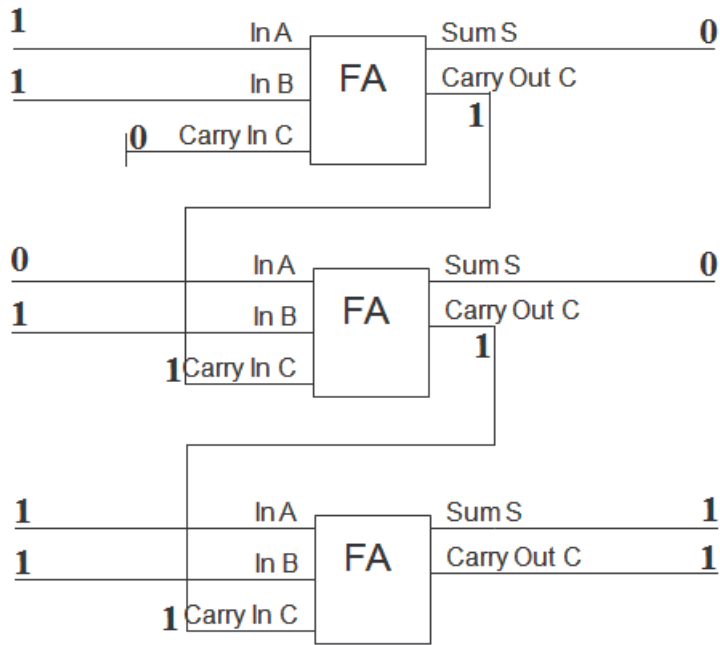 1 In A Sum S 0
1 In B FA Carry Out C
0 Carry In C 1
0 In A Sum S 0
1 In B FA Carry Out C
1 Carry In C 1
1 In A Sum S 1
1 In B FA Carry Out C 1
1 Carry In C